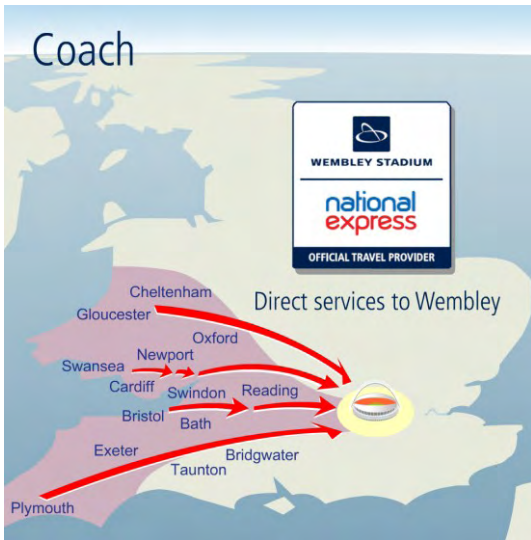 Coach
WEMBLEY STADIUM
national
express
OFFICIAL TRAVEL PROVIDER
Direct services to Wembley
Cheltenham
Gloucester
Oxford
Newport
Swansea
Cardiff
Swindon
Reading
Bristol
Bath
Exeter
Bridgwater
Taunton
Plymouth